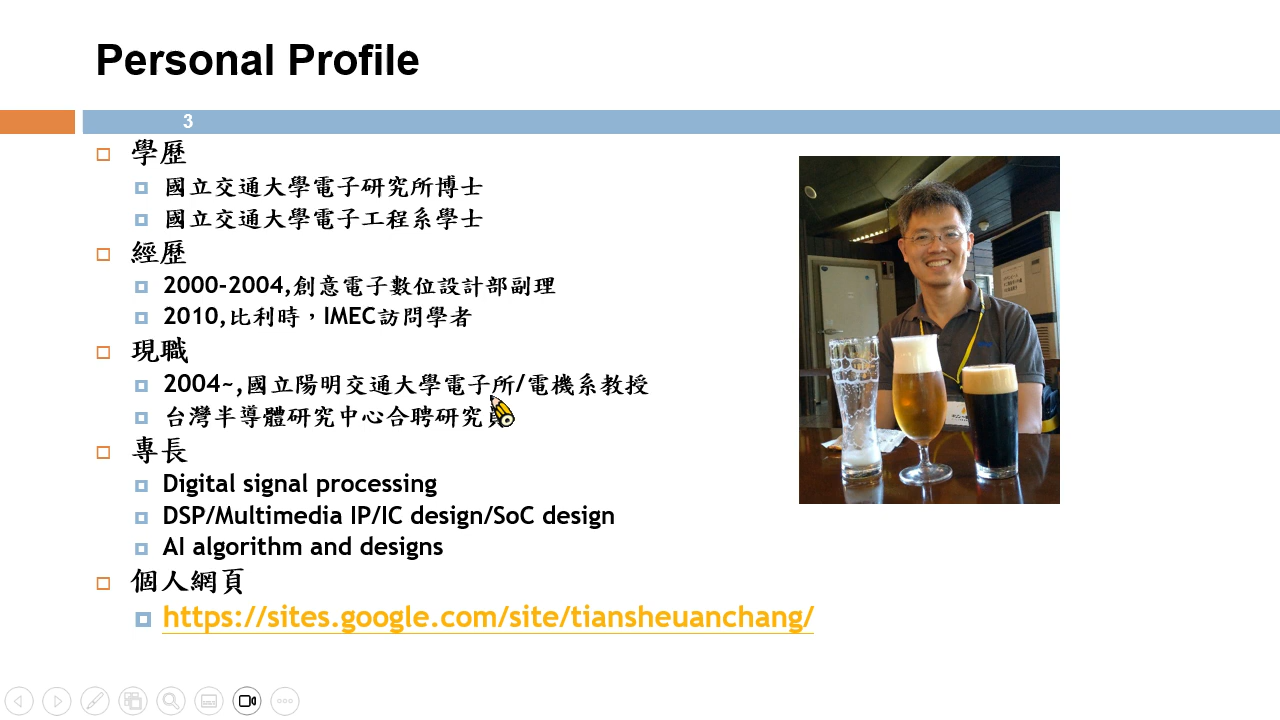 Personal Profile
3
學歷
國立交通大學電子研究所博士
國立交通大學電子工程系學士
經歷
2000-2004,創意電子數位設計部副理
2010,比利時，IMEC訪問學者
現職
2004~,國立陽明交通大學電子所/電機系教授
台灣半導體研究中心合聘研究員
專長
Digital signal processing
DSP/Multimedia IP/IC design/SoC design
AI algorithm and designs
個人網頁
https://sites.google.com/site/tiansheuanchang/